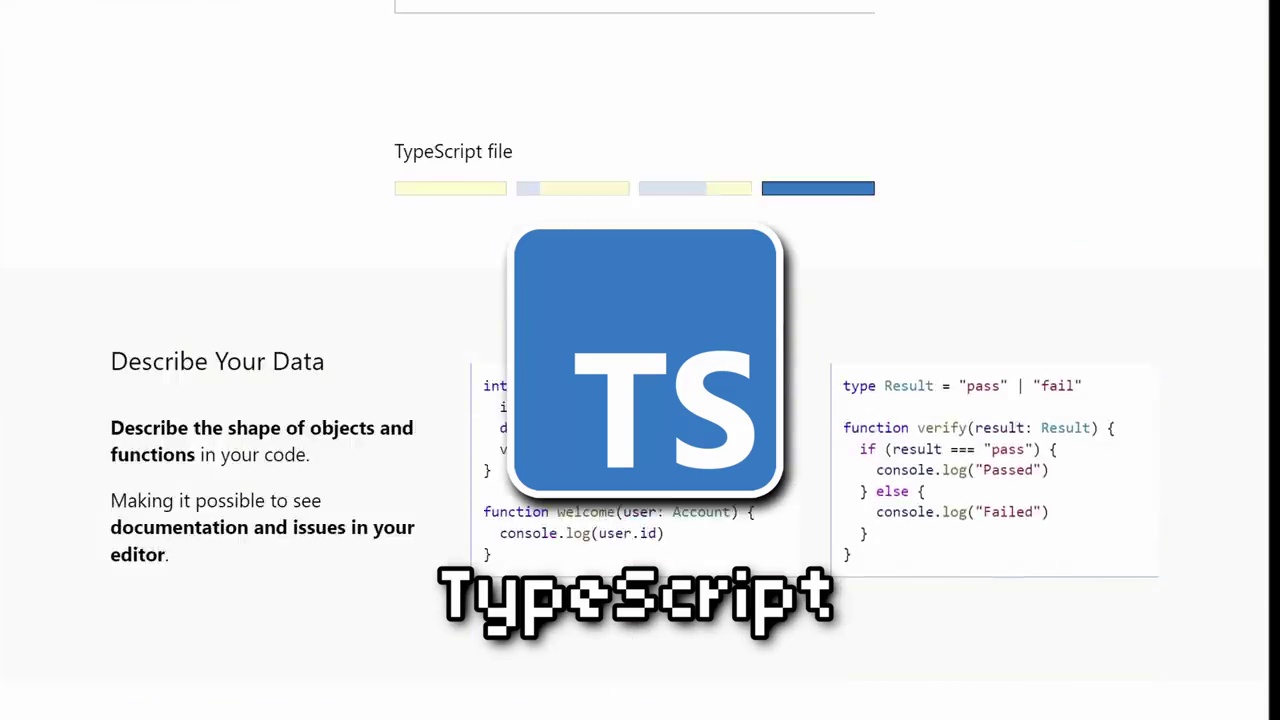 TypeScript file
TS
Describe Your Data
Describe the shape of objects and
functions in your code.
Making it possible to see
documentation and issues in your
editor.
}
function welcome(user: Account) {
console.log(user.id)
}
type Result = "pass" | "fail"
function verify(result: Result) {
if (result === "pass") {
console.log("Passed")
} else {
console.log("Failed")
}
}
TypeScript